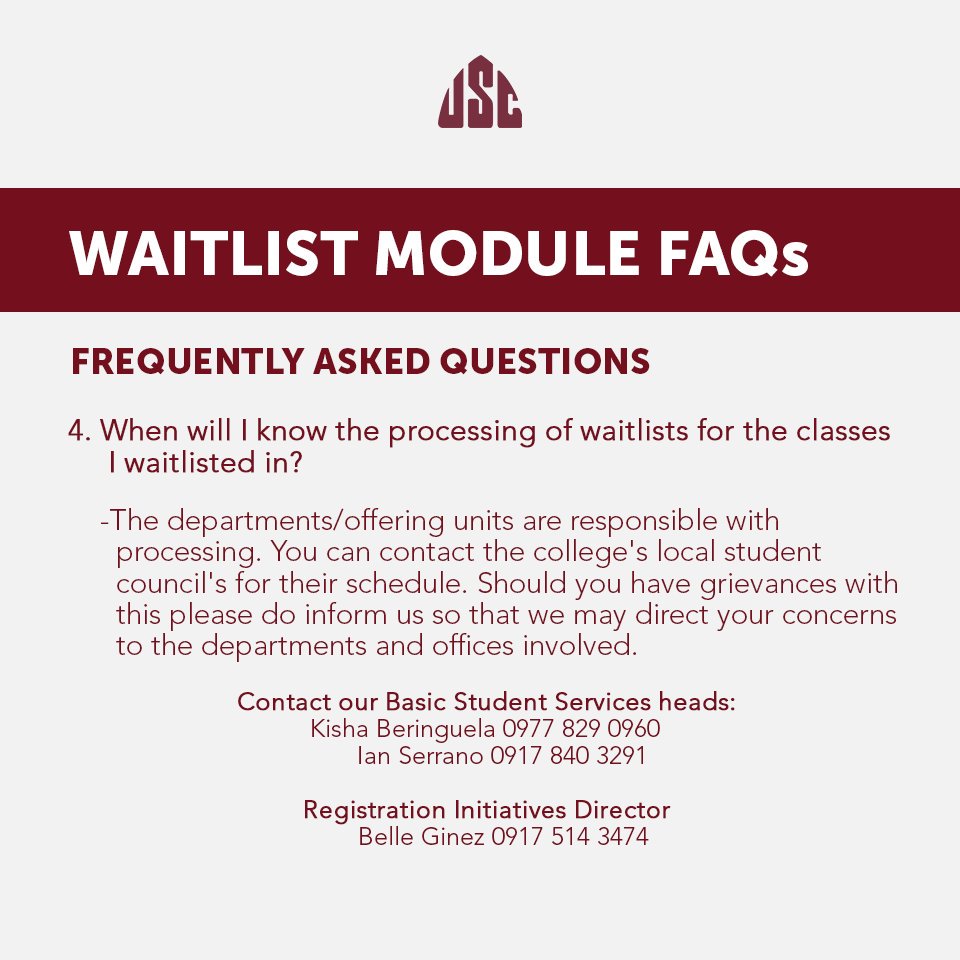 USC
WAITLIST MODULE FAQs
FREQUENTLY ASKED QUESTIONS
4. When will I know the processing of waitlists for the classes
I waitlisted in?
-The departments/offering units are responsible with
processing. You can contact the college's local student
council's for their schedule. Should you have grievances with
this please do inform us so that we may direct your concerns
to the departments and offices involved.
Contact our Basic Student Services heads:
Kisha Beringuela 0977 829 0960
Ian Serrano 0917 840 3291
Registration Initiatives Director
Belle Ginez 0917 514 3474